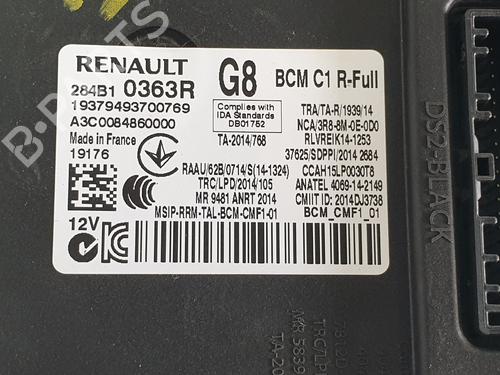 RENAULT G8 BCM C1 R-Full
284B1 0363R
19379493700769
A3C0084860000
Made in France
19176
Complies with
IDA Standards
DB01752
TA-2014/768
TRA/TA-R/1939/14
NCA/3R8-8M-0E-0D0
RLVREIK14-1253
37625/SDPPI/2014 2684
RAAU/62B/0714/S(14-1324) CCAH15LP0030T8
TRC/LPD/2014/105 ANATEL 4069-14-2149
MR 9481 ANRT 2014 CMIIT ID: 2014DJ3738
MSIP-RRM-TAL-BCM-CMF1-01 BCM_CMF1_01
12V
DS2-BLACK
B-PARTS